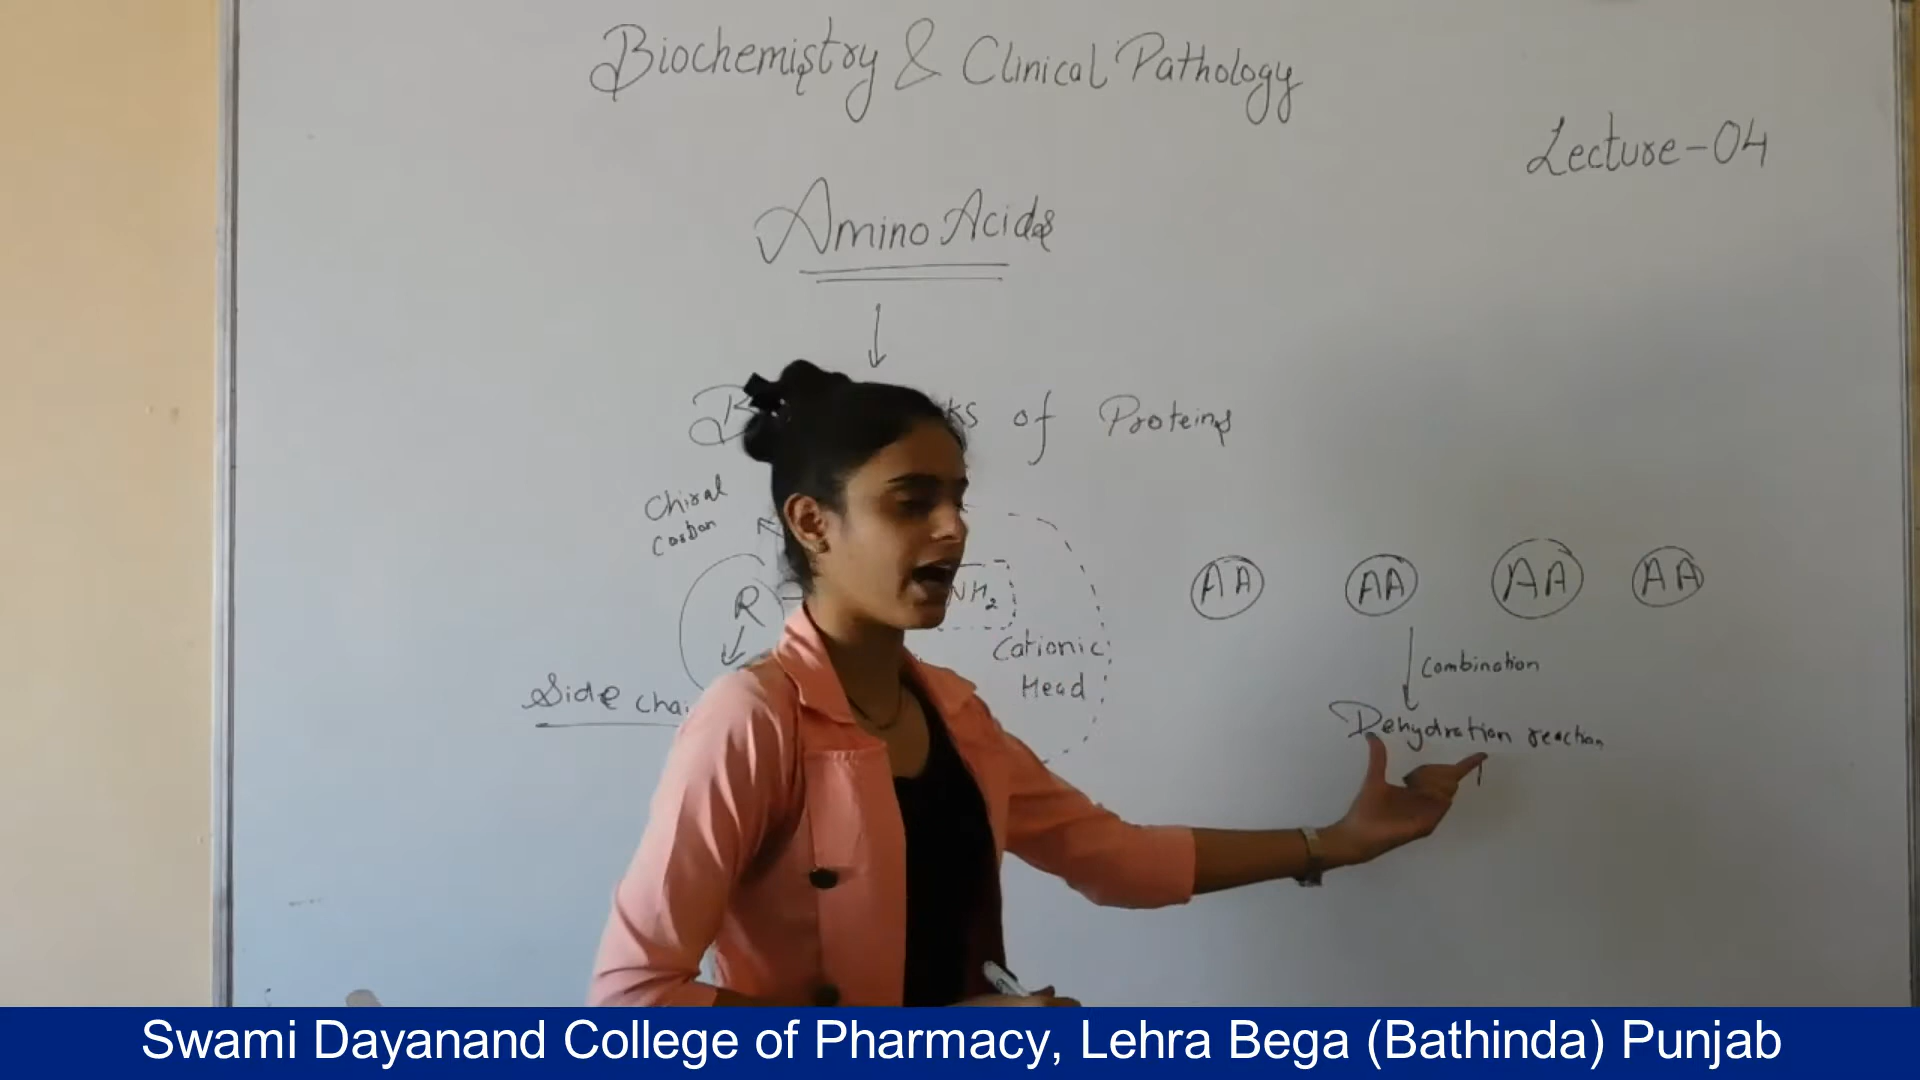 Biochemistry & Clinical Pathology
Lecture-04
Amino Acids
of Proteins
Chiral
Carbon
R
NH2
Cationic
Head
Side
AA AA AA AA
Combination
Dehydration reaction
Swami Dayanand College of Pharmacy, Lehra Bega (Bathinda) Punjab